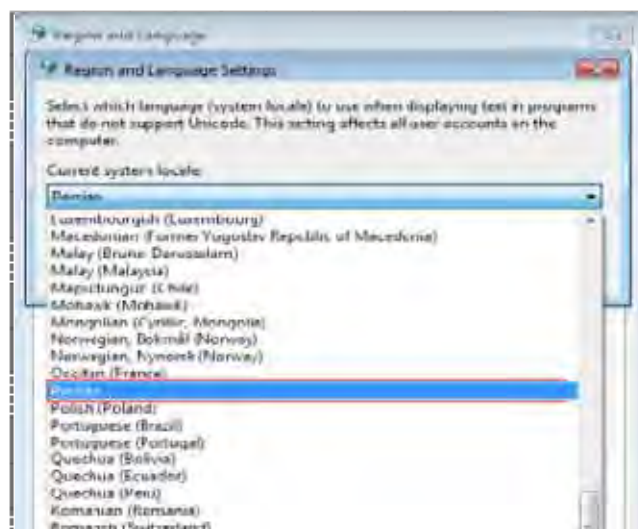 Region and Language
Region and Language Settings
Select which language (system locale) to use when displaying text in programs
that do not support Unicode. This setting affects all user accounts on the
computer.
Current system locale:
Persian
Luxembourgish (Luxembourg)
Macedonian (Former Yugoslav Republic of Macedonia)
Malay (Brunei Darussalam)
Malay (Malaysia)
Mapudungun (Chile)
Mohawk (Mohawk)
Mongolian (Cyrillic, Mongolia)
Norwegian, Bokmål (Norway)
Norwegian, Nynorsk (Norway)
Occitan (France)
Persian
Polish (Poland)
Portuguese (Brazil)
Portuguese (Portugal)
Quechua (Bolivia)
Quechua (Ecuador)
Quechua (Peru)
Romanian (Romania)
Romansh (Switzerland)